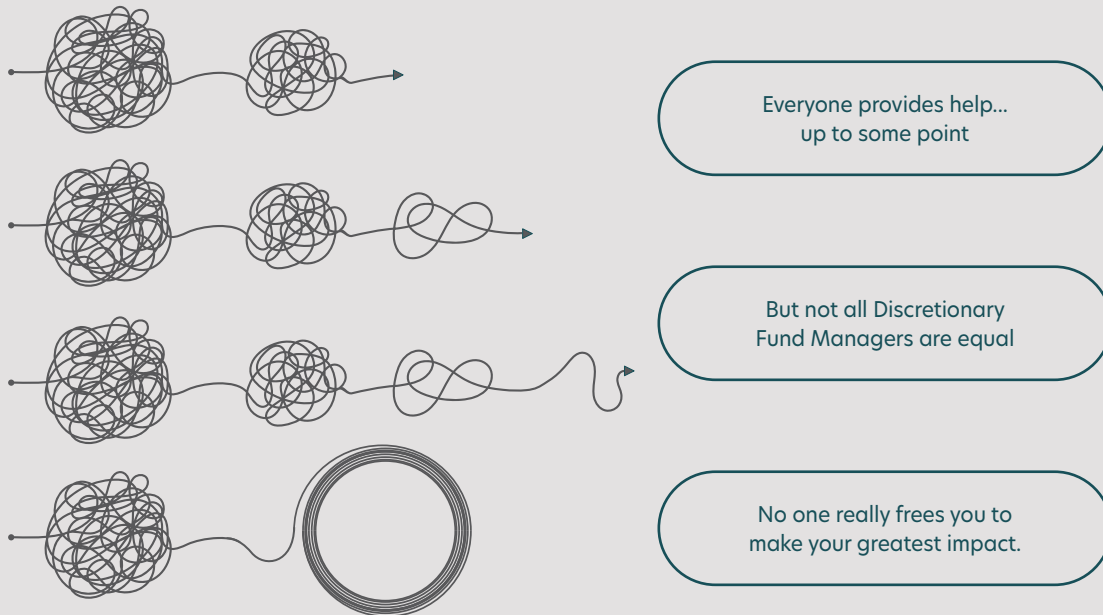 Everyone provides help...
up to some point
But not all Discretionary
Fund Managers are equal
No one really frees you to
make your greatest impact.